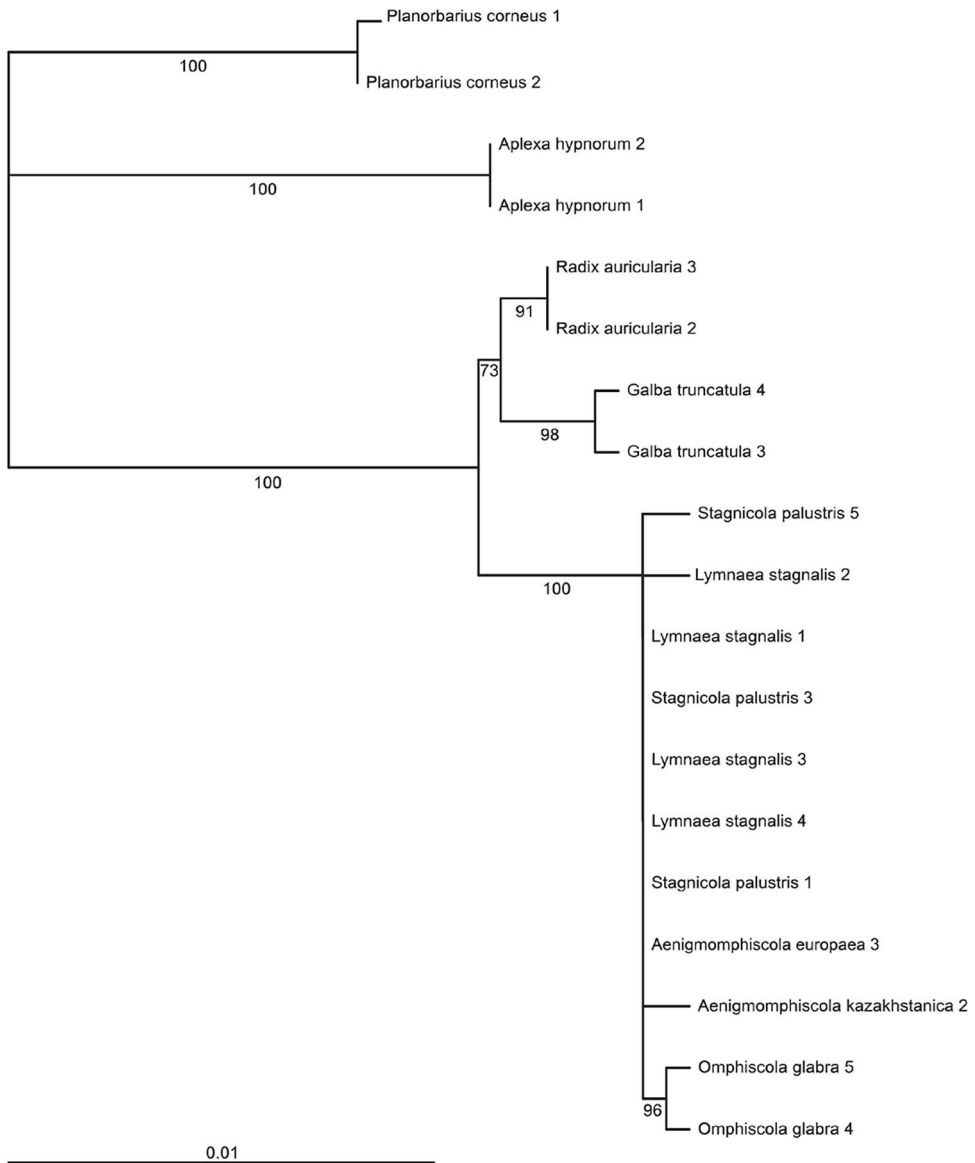 Planorbarius corneus 1
100
Planorbarius corneus 2
Aplexa hypnorum 2
100
Aplexa hypnorum 1
Radix auricularia 3
91
Radix auricularia 2
73
Galba truncatula 4
98
Galba truncatula 3
100
Stagnicola palustris 5
Lymnaea stagnalis 2
100
Lymnaea stagnalis 1
Stagnicola palustris 3
Lymnaea stagnalis 3
Lymnaea stagnalis 4
Stagnicola palustris 1
Aenigmomphiscola europaea 3
Aenigmomphiscola kazakhstanica 2
Omphiscola glabra 5
96
Omphiscola glabra 4
0.01